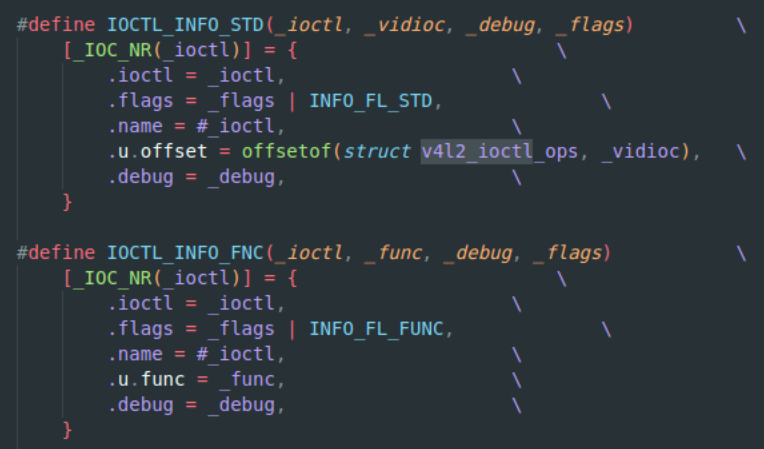 #define IOCTL_INFO_STD(_ioctl, _vidioc, _debug, _flags) \
[_IOC_NR(_ioctl)] = { \
.ioctl = _ioctl, \
.flags = _flags | INFO_FL_STD, \
.name = #_ioctl, \
.u.offset = offsetof(struct v4l2_ioctl_ops, _vidioc), \
.debug = _debug, \
}
#define IOCTL_INFO_FNC(_ioctl, _func, _debug, _flags) \
[_IOC_NR(_ioctl)] = { \
.ioctl = _ioctl, \
.flags = _flags | INFO_FL_FUNC, \
.name = #_ioctl, \
.u.func = _func, \
.debug = _debug, \
}